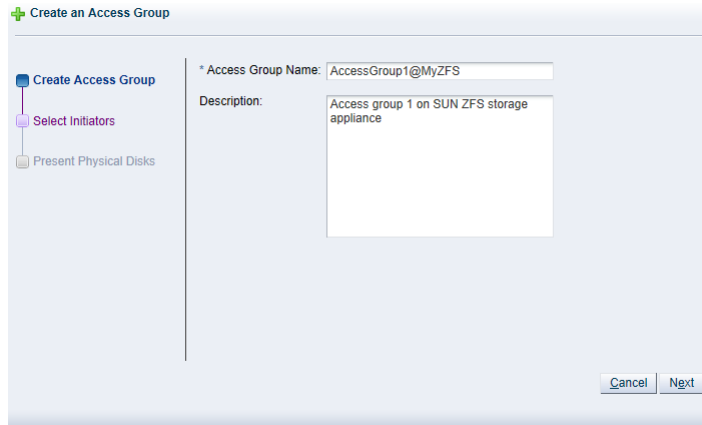 Create an Access Group
Create Access Group
Select Initiators
Present Physical Disks
* Access Group Name: AccessGroup1@MyZFS
Description: Access group 1 on SUN ZFS storage
appliance
Cancel Next